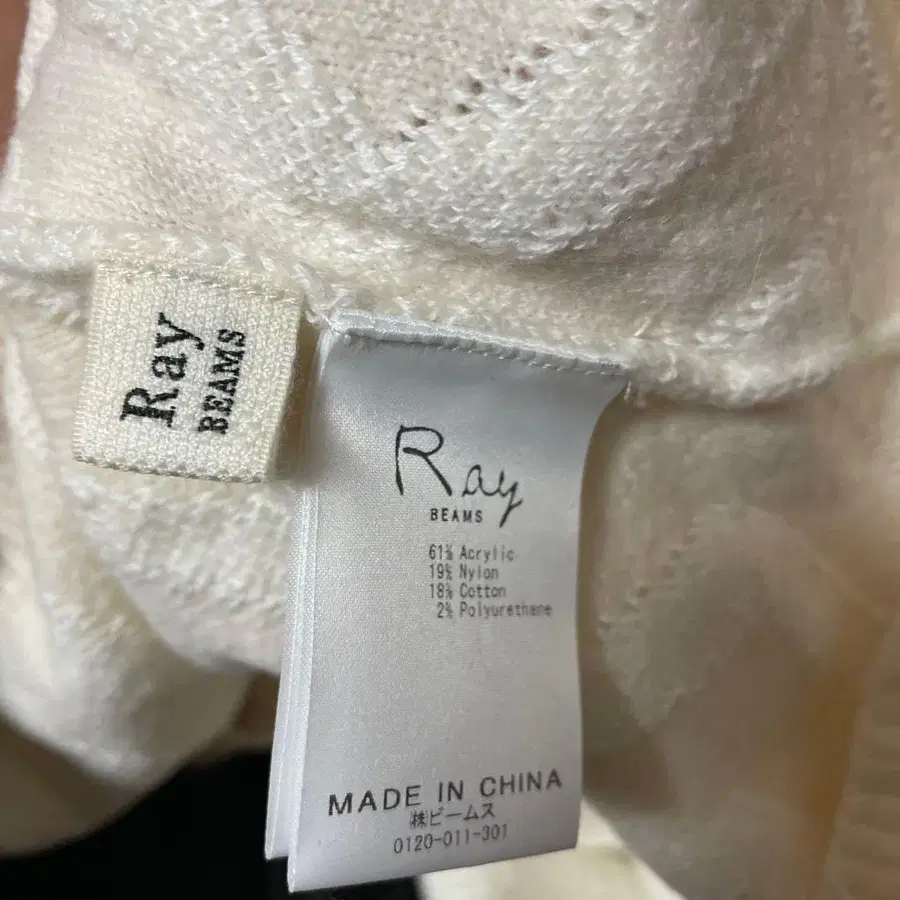 Ray
BEAMS
Ray
BEAMS
61% Acrylic
19% Nylon
18% Cotton
2% Polyurethane
MADE IN CHINA
㈱ビームス
0120-011-301